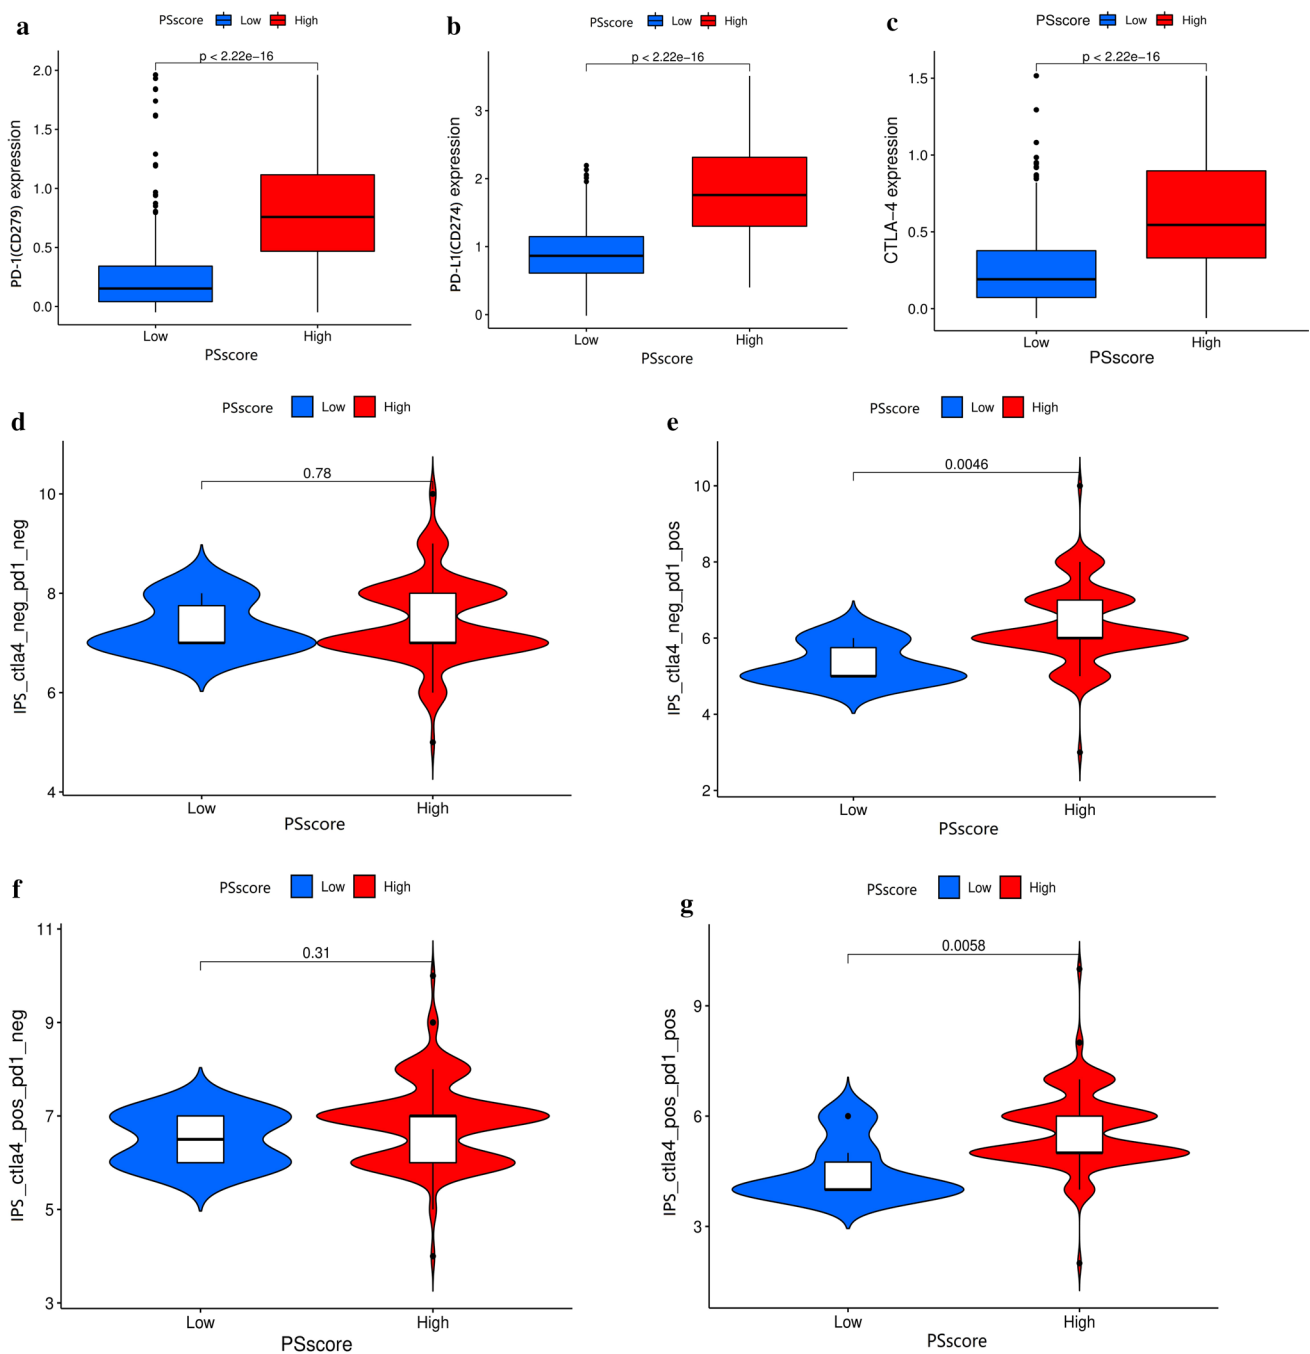 a
PSscore Low High
p < 2.22e−16
PD-1(CD279) expression
2.0
1.5
1.0
0.5
0.0
Low High
PSscore
b
PSscore Low High
p < 2.22e−16
PD-L1(CD274) expression
3
2
1
0
Low High
PSscore
c
PSscore Low High
p < 2.22e−16
CTLA−4 expression
1.5
1.0
0.5
0.0
Low High
PSscore
d
PSscore Low High
0.78
IPS_ctla4_neg_pd1_neg
10
8
6
4
Low High
PSscore
e
PSscore Low High
0.0046
IPS_ctla4_neg_pd1_pos
10
8
6
4
2
Low High
PSscore
f
PSscore Low High
0.31
IPS_ctla4_pos_pd1_neg
11
9
7
5
3
Low High
PSscore
g
PSscore Low High
0.0058
IPS_ctla4_pos_pd1_pos
9
6
3
Low High
PSscore